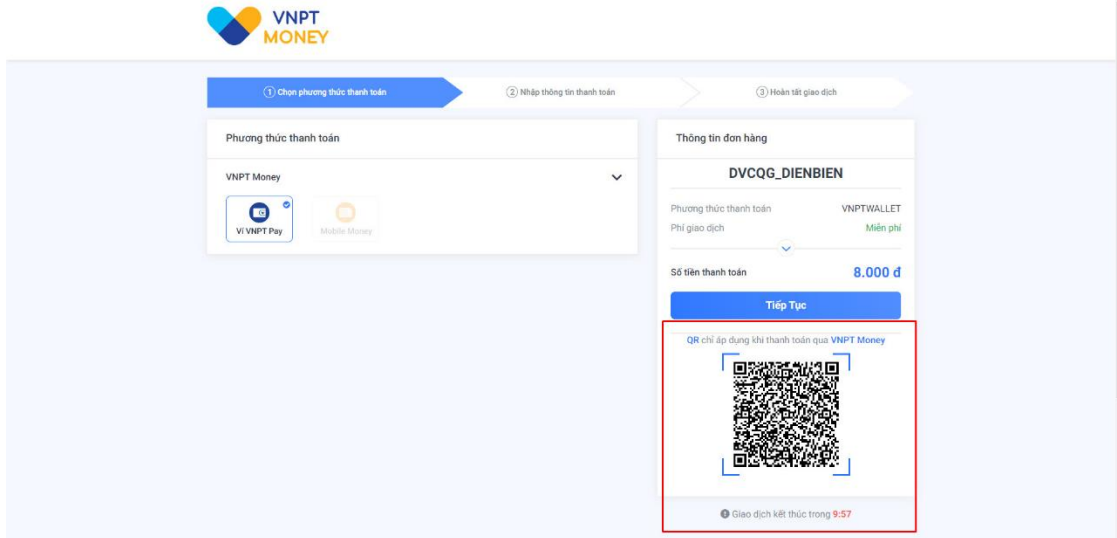 VNPT
MONEY
1 Chọn phương thức thanh toán
2 Nhập thông tin thanh toán
3 Hoàn tất giao dịch
Phương thức thanh toán
VNPT Money
Ví VNPT Pay
Mobile Money
Thông tin đơn hàng
DVCQG_DIENBIEN
Phương thức thanh toán VNPTWALLET
Phí giao dịch Miễn phí
Số tiền thanh toán 8.000 đ
Tiếp Tục
QR chỉ áp dụng khi thanh toán qua VNPT Money
Giao dịch kết thúc trong 9:57